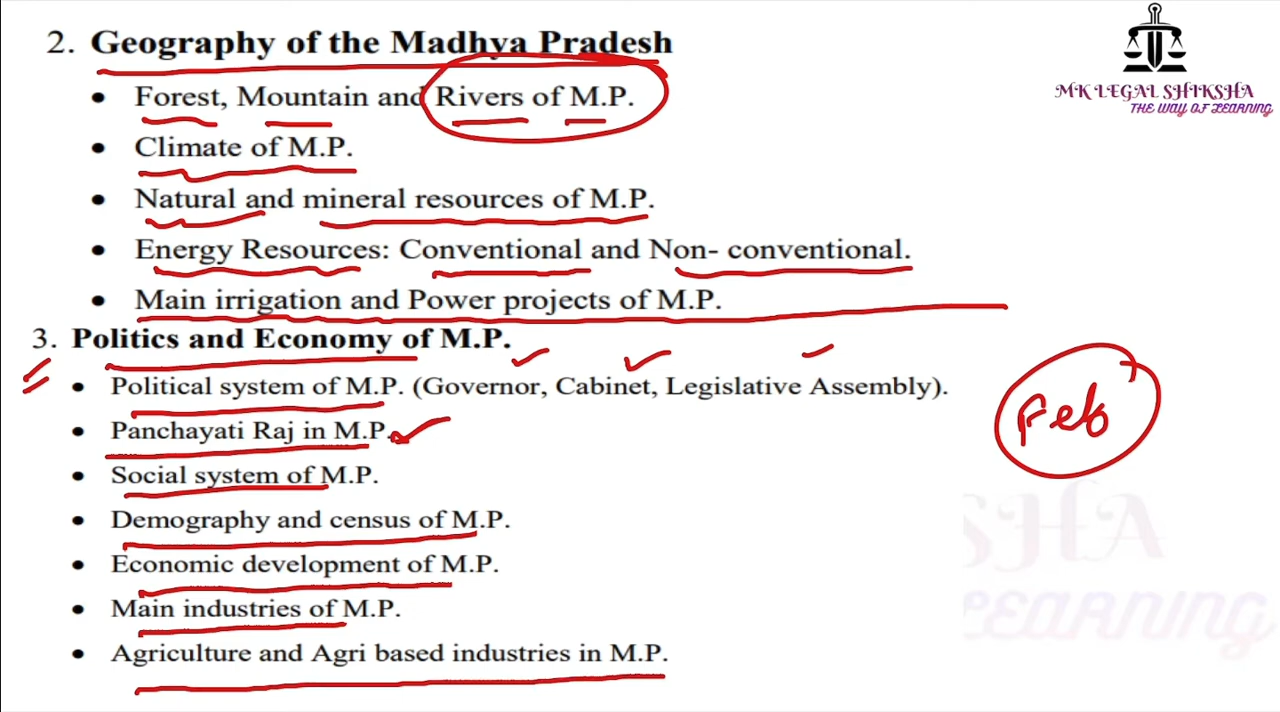 2. Geography of the Madhya Pradesh
MK LEGAL SHIKSHA
THE WAY OF LEARNING
• Forest, Mountain and Rivers of M.P.
• Climate of M.P.
• Natural and mineral resources of M.P.
• Energy Resources: Conventional and Non- conventional.
• Main irrigation and Power projects of M.P.
3. Politics and Economy of M.P.
• Political system of M.P. (Governor, Cabinet, Legislative Assembly).
Feb
• Panchayati Raj in M.P.
• Social system of M.P.
• Demography and census of M.P.
• Economic development of M.P.
• Main industries of M.P.
• Agriculture and Agri based industries in M.P.
SHA
LEARNING